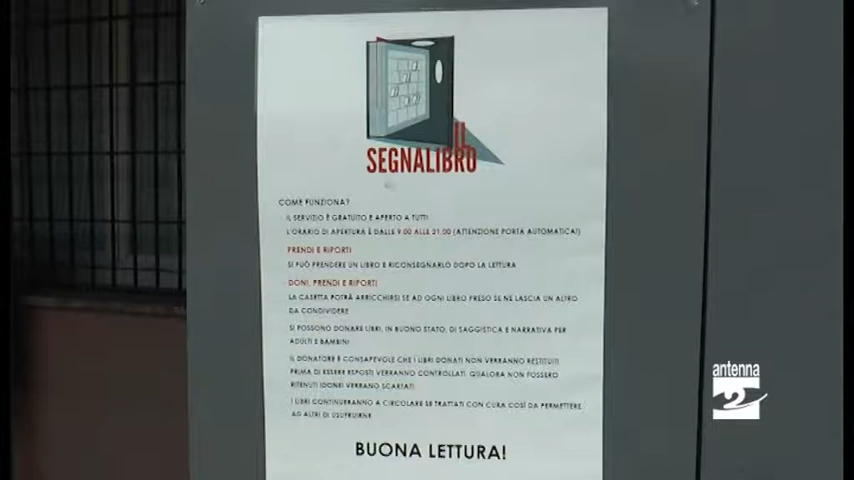 IL
SEGNALIBRO
COME FUNZIONA?
IL SERVIZIO È GRATUITO E APERTO A TUTTI
L'ORARIO DI APERTURA È DALLE 9.00 ALLE 21.00 (ATTENZIONE PORTA AUTOMATICA!)
PRENDI E RIPORTI
SI PUÒ PRENDERE UN LIBRO E RICONSEGNARLO DOPO LA LETTURA
DONI, PRENDI E RIPORTI
LA CASETTA POTRÀ ARRICCHIRSI SE AD OGNI LIBRO PRESO SE NE LASCIA UN ALTRO
DA CONDIVIDERE
SI POSSONO DONARE LIBRI, IN BUONO STATO, DI SAGGISTICA E NARRATIVA PER
ADULTI E BAMBINI
IL DONATORE È CONSAPEVOLE CHE I LIBRI DONATI NON VERRANNO RESTITUITI
PRIMA DI ESSERE ESPOSTI VERRANNO CONTROLLATI. QUALORA NON FOSSERO
RITENUTI IDONEI VERRANO SCARTATI
I LIBRI CONTINUERANNO A CIRCOLARE SE TRATTATI CON CURA COSÌ DA PERMETTERE
AD ALTRI DI USUFRUIRNE
BUONA LETTURA!
antenna
2